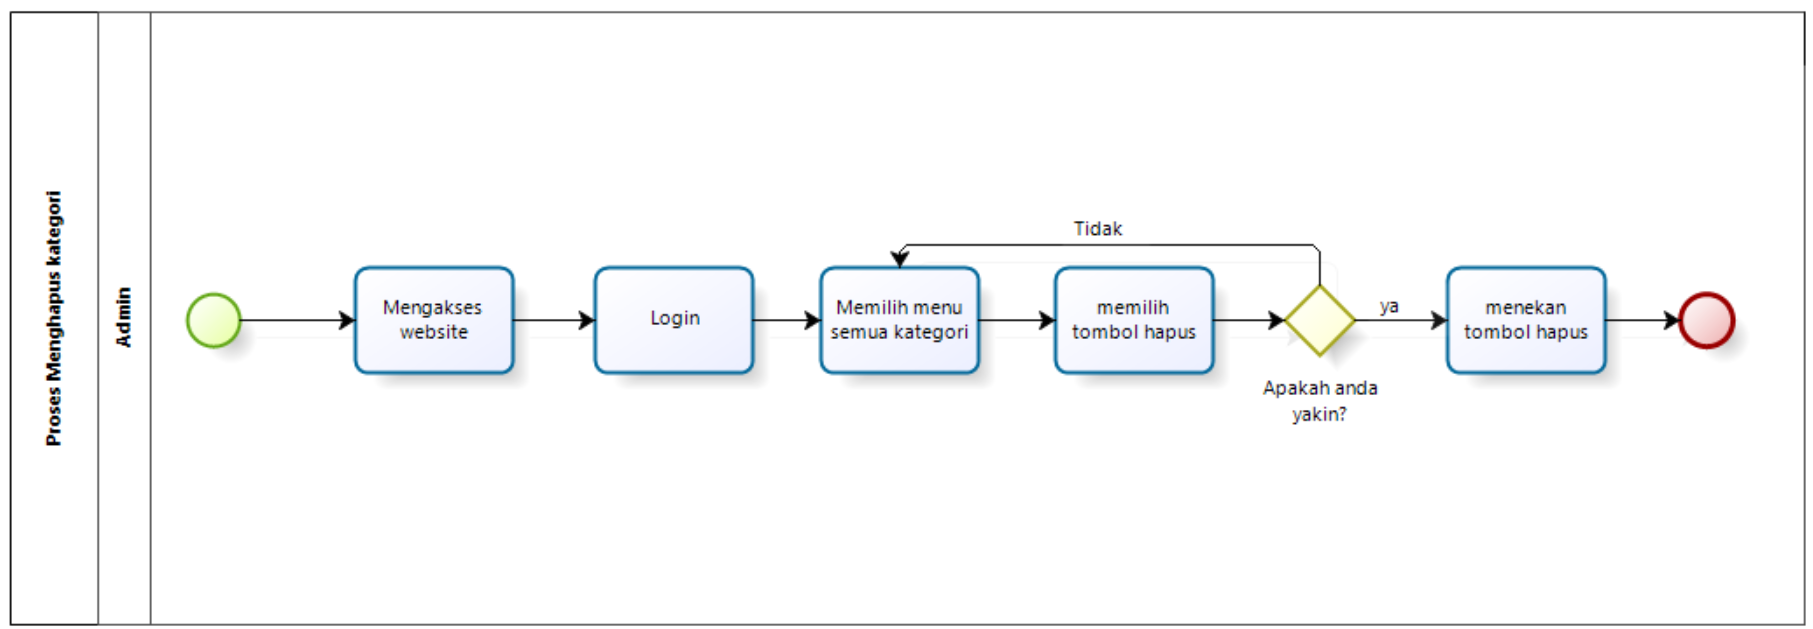 Proses Menghapus kategori
Admin
Mengakses
website
Login
Memilih menu
semua kategori
memilih
tombol hapus
Tidak
Apakah anda
yakin?
ya
menekan
tombol hapus